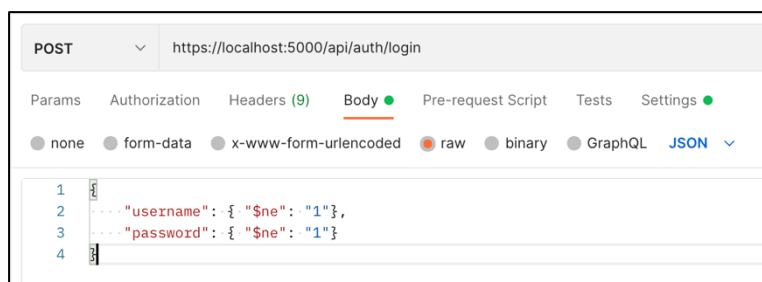 POST https://localhost:5000/api/auth/login
Params Authorization Headers (9) Body Pre-request Script Tests Settings
none form-data x-www-form-urlencoded raw binary GraphQL JSON
1 {
2 "username": { "$ne": "1"},
3 "password": { "$ne": "1"}
4 }